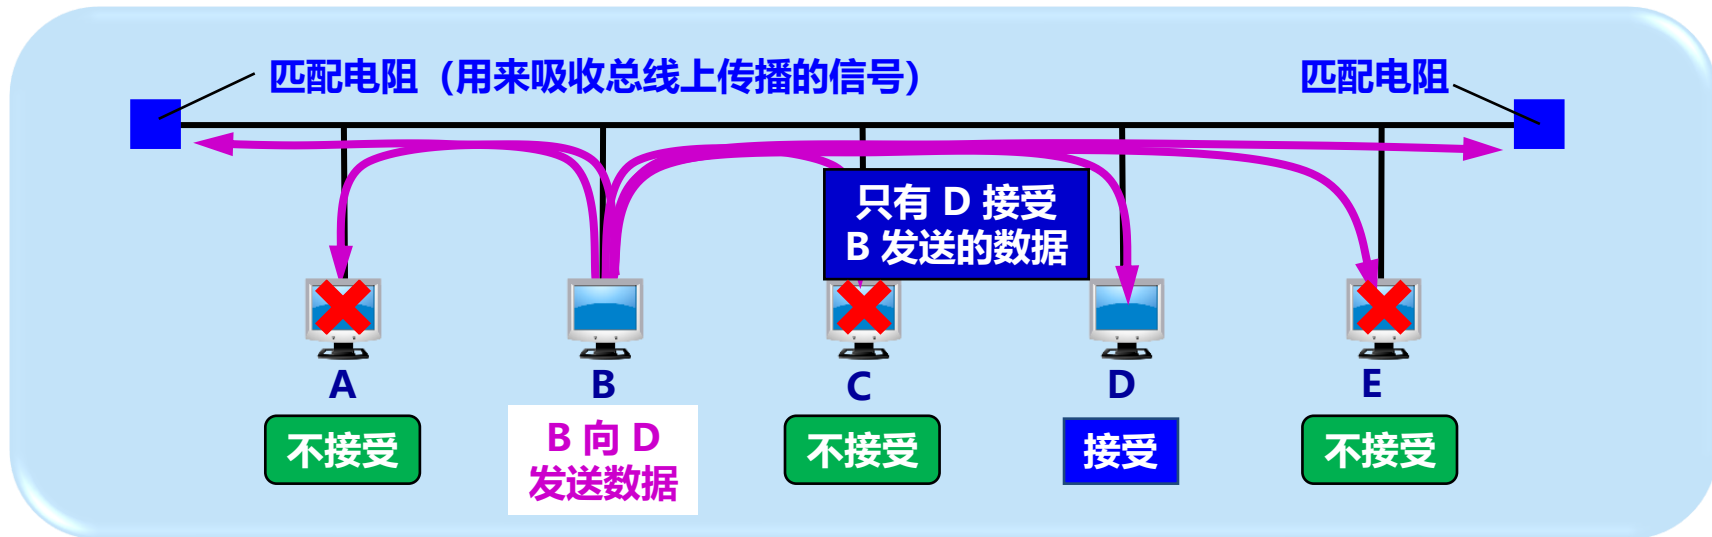 匹配电阻（用来吸收总线上传播的信号）
匹配电阻
只有 D 接受
B 发送的数据
A
B
C
D
E
不接受
B 向 D
发送数据
不接受
接受
不接受